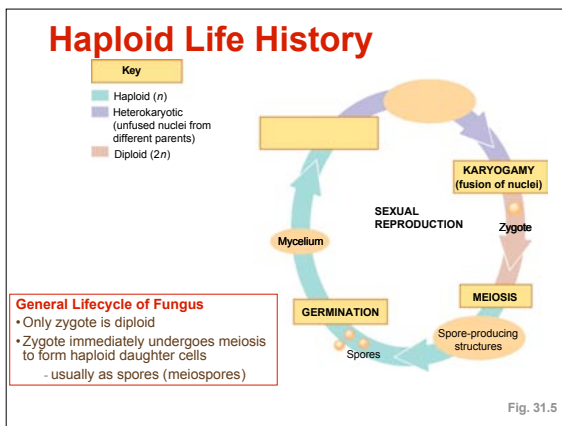 Haploid Life History
Key
Haploid (n)
Heterokaryotic
(unfused nuclei from
different parents)
Diploid (2n)
KARYOGAMY
(fusion of nuclei)
SEXUAL
REPRODUCTION
Zygote
Mycelium
MEIOSIS
GERMINATION
Spore-producing
structures
Spores
General Lifecycle of Fungus
• Only zygote is diploid
• Zygote immediately undergoes meiosis
to form haploid daughter cells
- usually as spores (meiospores)
Fig. 31.5